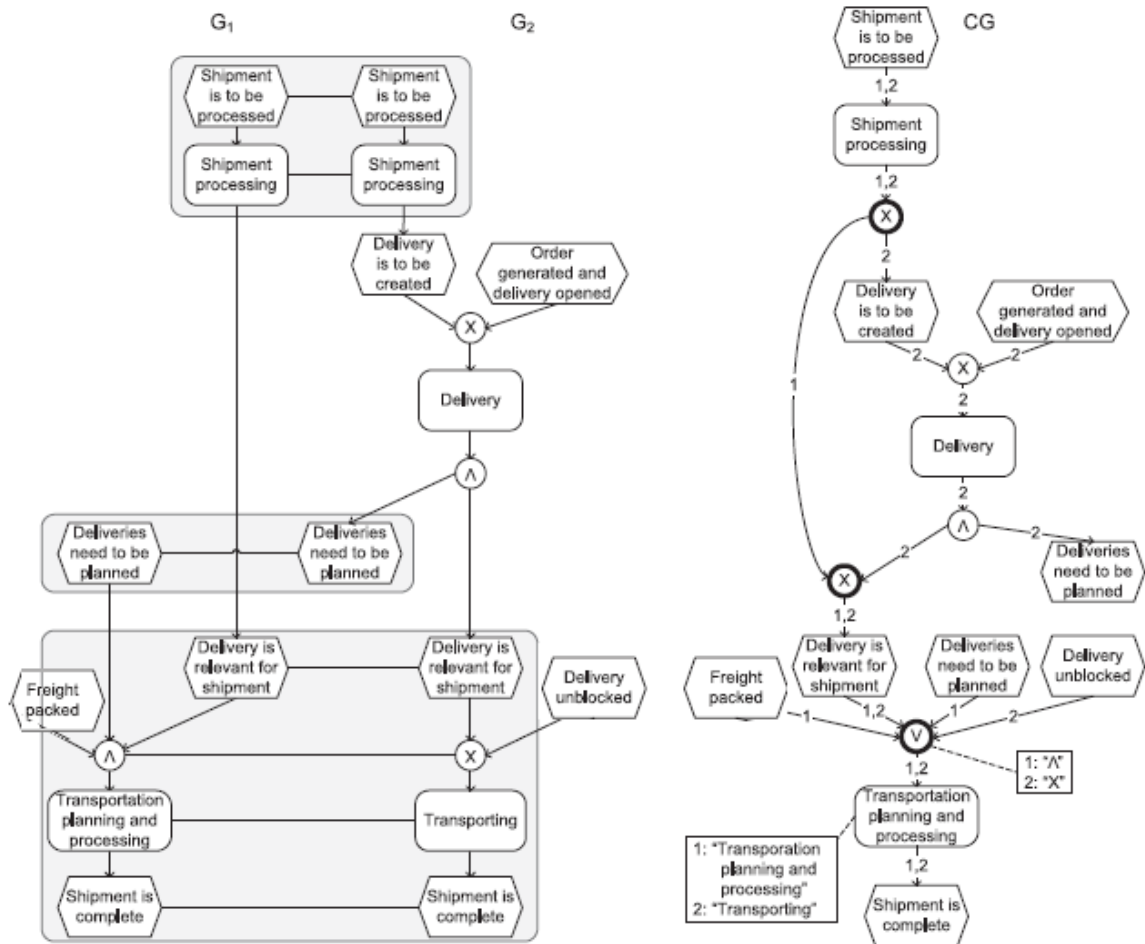 G₁
G₂
CG
Shipment
is to be
processed
Shipment
is to be
processed
Shipment
processing
Shipment
processing
Delivery
is to be
created
Order
generated and
delivery opened
X
Delivery
Λ
Deliveries
need to be
planned
Deliveries
need to be
planned
Delivery is
relevant for
shipment
Delivery is
relevant for
shipment
Freight
packed
Delivery
unblocked
Λ
X
Transportation
planning and
processing
Transporting
Shipment is
complete
Shipment is
complete
Shipment
is to be
processed
1,2
Shipment
processing
1,2
X
2
1
Delivery
is to be
created
Order
generated and
delivery opened
2
2
X
2
Delivery
2
Λ
2
2
Deliveries
need to be
planned
X
1,2
Delivery is
relevant for
shipment
Deliveries
need to be
planned
Delivery
unblocked
Freight
packed
1
1,2
1
2
V
1,2
1: "Λ"
2: "X"
Transportation
planning and
processing
1: "Transporation
planning and
processing"
2: "Transporting"
1,2
Shipment is
complete